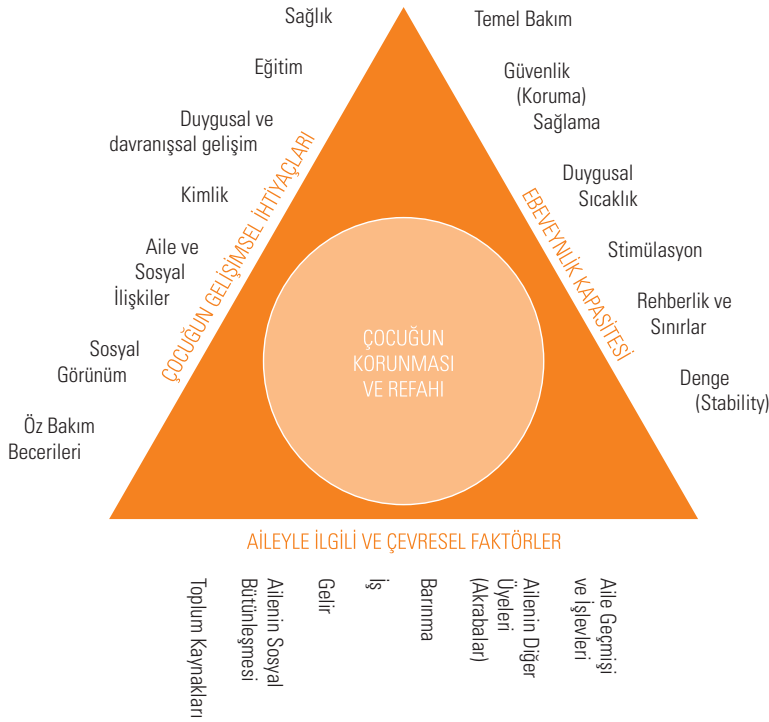 Sağlık
Eğitim
Duygusal ve
davranışsal gelişim
Kimlik
Aile ve
Sosyal
İlişkiler
Sosyal
Görünüm
Öz Bakım
Becerileri
ÇOCUĞUN GELİŞİMSEL İHTİYAÇLARI
Temel Bakım
Güvenlik
(Koruma)
Sağlama
Duygusal
Sıcaklık
Stimülasyon
Rehberlik ve
Sınırlar
Denge
(Stability)
EBEVEYNLİK KAPASİTESİ
ÇOCUĞUN
KORUNMASI
VE REFAHI
AİLEYLE İLGİLİ VE ÇEVRESEL FAKTÖRLER
Toplum Kaynakları
Ailenin Sosyal
Bütünleşmesi
Gelir
İş
Barınma
Ailenin Diğer
Üyeleri
(Akrabalar)
Aile Geçmişi
ve İşlevleri